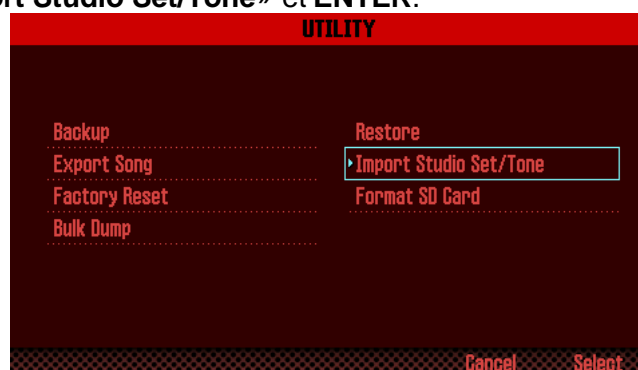 rt Studio Set/Tone» et ENTER.
UTILITY
Backup
Restore
Export Song
Import Studio Set/Tone
Factory Reset
Format SD Card
Bulk Dump
Cancel Select